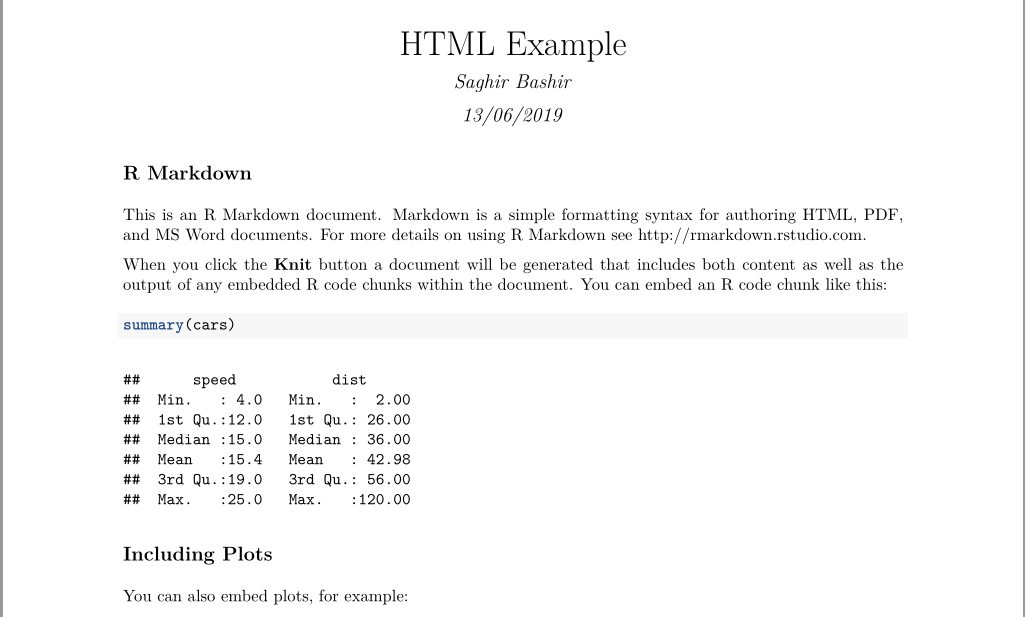 HTML Example
Saghir Bashir
13/06/2019
R Markdown
This is an R Markdown document. Markdown is a simple formatting syntax for authoring HTML, PDF,
and MS Word documents. For more details on using R Markdown see http://rmarkdown.rstudio.com.
When you click the Knit button a document will be generated that includes both content as well as the
output of any embedded R code chunks within the document. You can embed an R code chunk like this:
summary(cars)
##      speed           dist
##  Min.   : 4.0   Min.   :  2.00
##  1st Qu.:12.0   1st Qu.: 26.00
##  Median :15.0   Median : 36.00
##  Mean   :15.4   Mean   : 42.98
##  3rd Qu.:19.0   3rd Qu.: 56.00
##  Max.   :25.0   Max.   :120.00
Including Plots
You can also embed plots, for example: